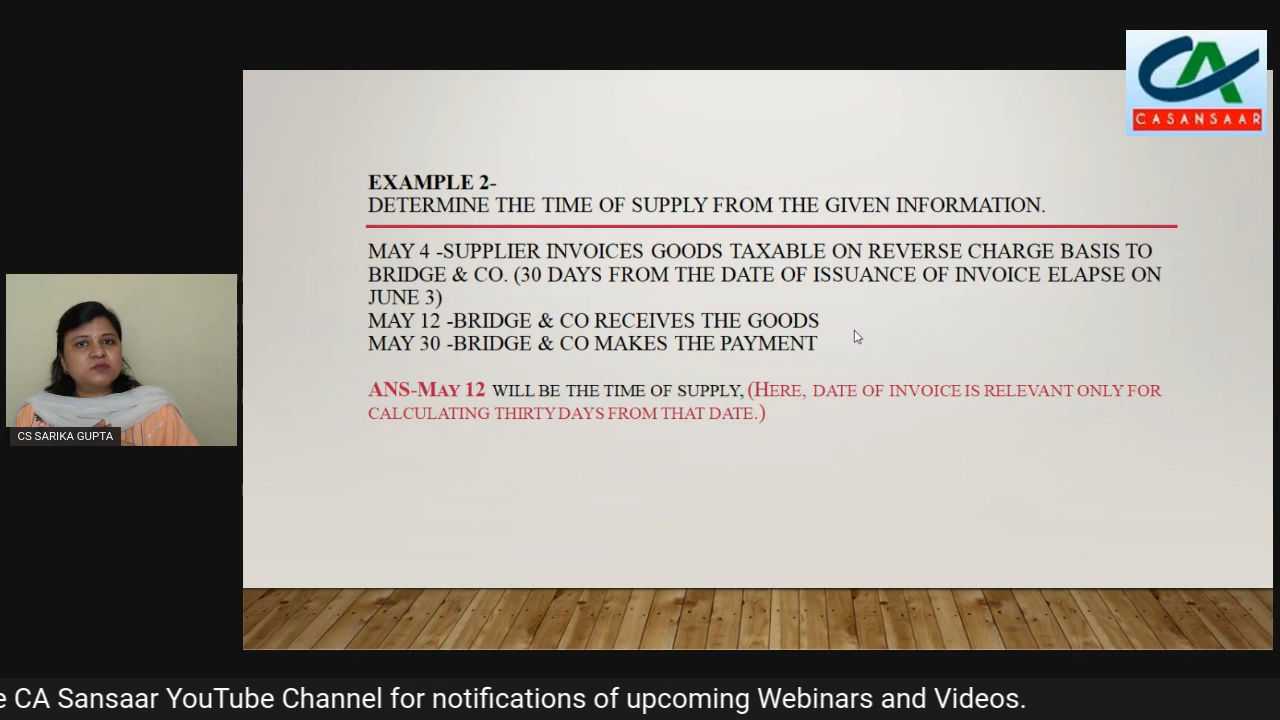 CASANSAAR
EXAMPLE 2-
DETERMINE THE TIME OF SUPPLY FROM THE GIVEN INFORMATION.
MAY 4 -SUPPLIER INVOICES GOODS TAXABLE ON REVERSE CHARGE BASIS TO
BRIDGE & CO. (30 DAYS FROM THE DATE OF ISSUANCE OF INVOICE ELAPSE ON
JUNE 3)
MAY 12 -BRIDGE & CO RECEIVES THE GOODS
MAY 30 -BRIDGE & CO MAKES THE PAYMENT
ANS-MAY 12 WILL BE THE TIME OF SUPPLY, (HERE, DATE OF INVOICE IS RELEVANT ONLY FOR
CALCULATING THIRTY DAYS FROM THAT DATE.)
CS SARIKA GUPTA
e CA Sansaar YouTube Channel for notifications of upcoming Webinars and Videos.